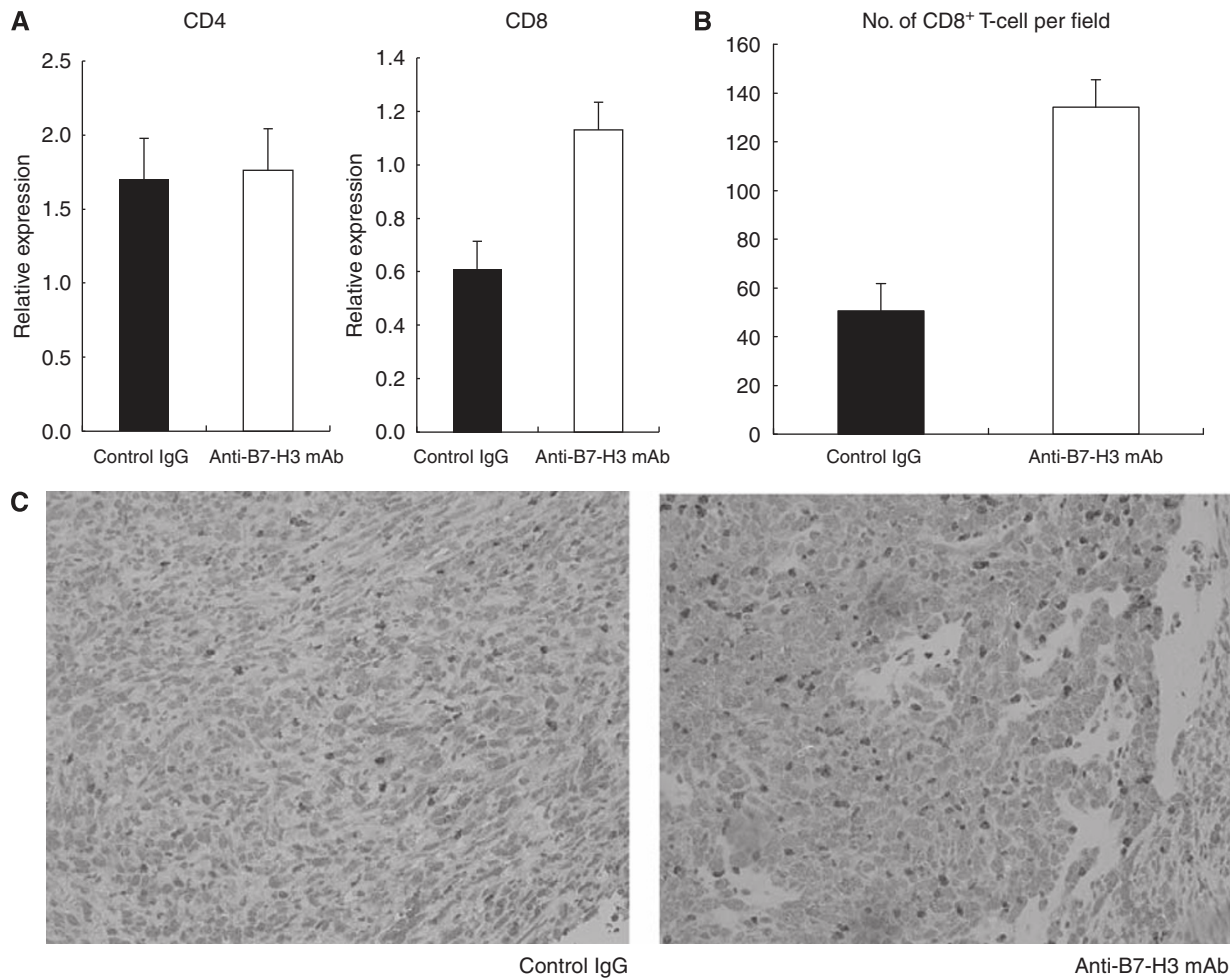 A
CD4
Relative expression
2.5
2.0
1.5
1.0
0.5
0.0
Control IgG
Anti-B7-H3 mAb
CD8
Relative expression
1.4
1.2
1.0
0.8
0.6
0.4
0.2
0.0
Control IgG
Anti-B7-H3 mAb
B
No. of CD8⁺ T-cell per field
160
140
120
100
80
60
40
20
0
Control IgG
Anti-B7-H3 mAb
C
Control IgG
Anti-B7-H3 mAb